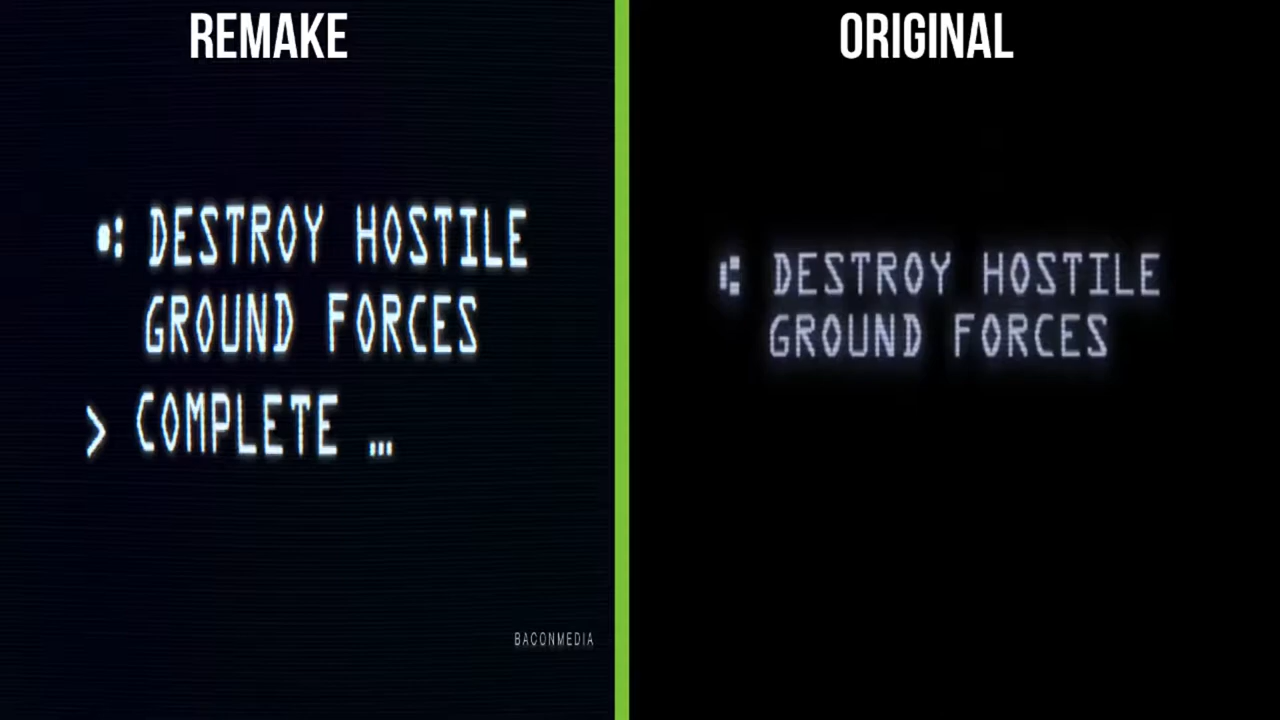 REMAKE
: DESTROY HOSTILE
GROUND FORCES
> COMPLETE ...
BACONMEDIA
ORIGINAL
: DESTROY HOSTILE
GROUND FORCES